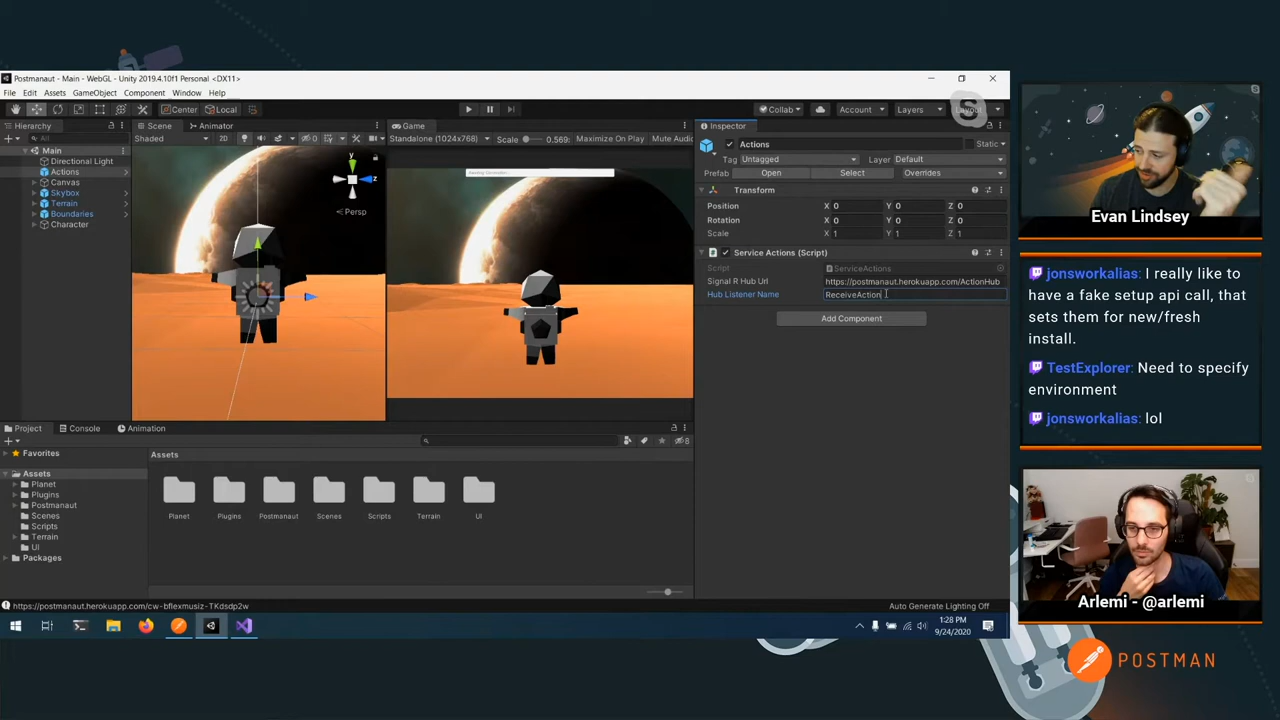 Postmanaut - Main - WebGL - Unity 2019.4.10f1 Personal <DX11>
File Edit Assets GameObject Component Window Help
Center Local
Collab Account Layers Layout
Hierarchy
All
Main
Directional Light
Actions
Canvas
Skybox
Terrain
Boundaries
Character
Scene Animator
Shaded 2D 0
y
z
Persp
Game
Standalone (1024x768) Scale 0.569: Maximize On Play Mute Audio
Inspector
Actions Static
Tag Untagged Layer Default
Prefab Open Select Overrides
Transform
Position X 0 Y 0 Z 0
Rotation X 0 Y 0 Z 0
Scale X 1 Y 1 Z 1
Service Actions (Script)
Script ServiceActions
Signal R Hub Url https://postmanaut.herokuapp.com/ActionHub
Hub Listener Name ReceiveAction
Add Component
Project Console Animation
8
Favorites
Assets
Planet
Plugins
Postmanaut
Scenes
Scripts
Terrain
UI
Packages
Assets
Planet Plugins Postmanaut Scenes Scripts Terrain UI
https://postmanaut.herokuapp.com/cw-bflexmusiz-TKdsdp2w
Auto Generate Lighting Off
1:28 PM
9/24/2020
Evan Lindsey
jonsworkalias: I really like to
have a fake setup api call, that
sets them for new/fresh
install.
TestExplorer: Need to specify
environment
jonsworkalias: lol
Arlemi - @arlemi
POSTMAN